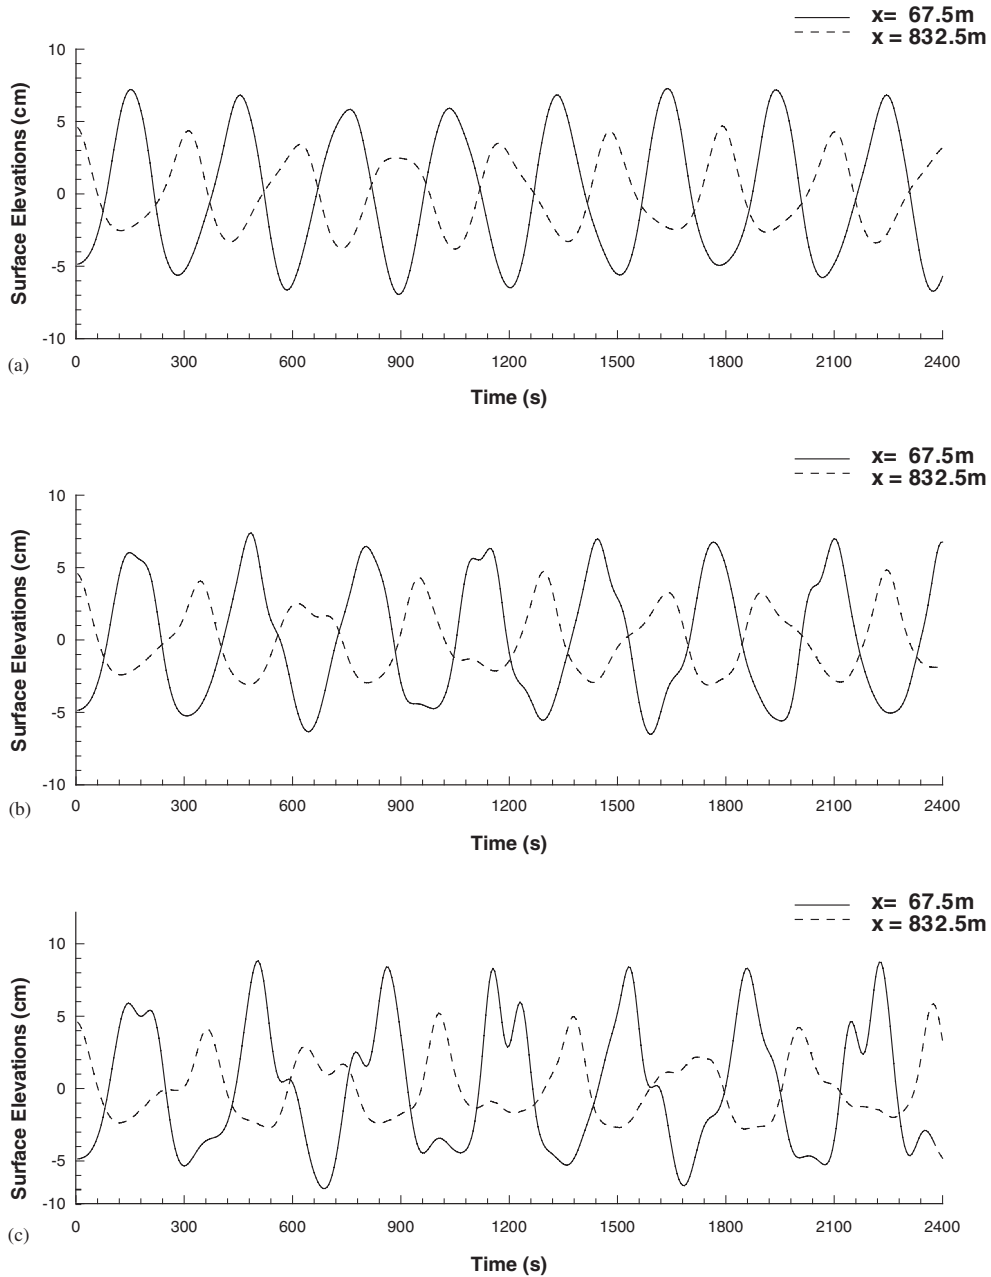 x= 67.5m
x = 832.5m
10
5
0
-5
-10
Surface Elevations (cm)
0 300 600 900 1200 1500 1800 2100 2400
(a)
Time (s)
x= 67.5m
x = 832.5m
10
5
0
-5
-10
Surface Elevations (cm)
0 300 600 900 1200 1500 1800 2100 2400
(b)
Time (s)
x= 67.5m
x = 832.5m
10
5
0
-5
-10
Surface Elevations (cm)
0 300 600 900 1200 1500 1800 2100 2400
(c)
Time (s)